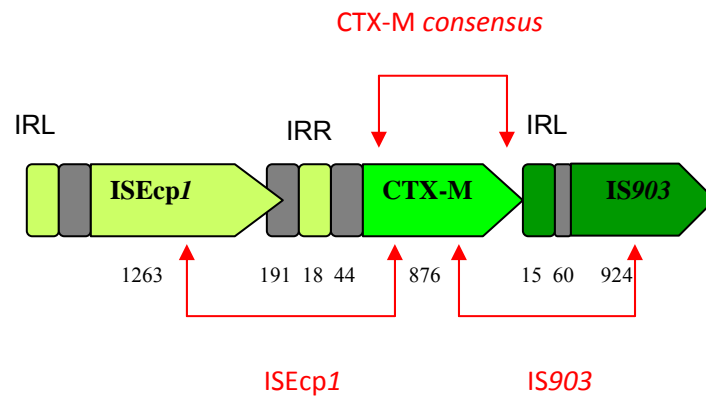 CTX-M consensus
IRL
IRR
IRL
ISEcp1
CTX-M
IS903
1263
191
18
44
876
15
60
924
ISEcp1
IS903